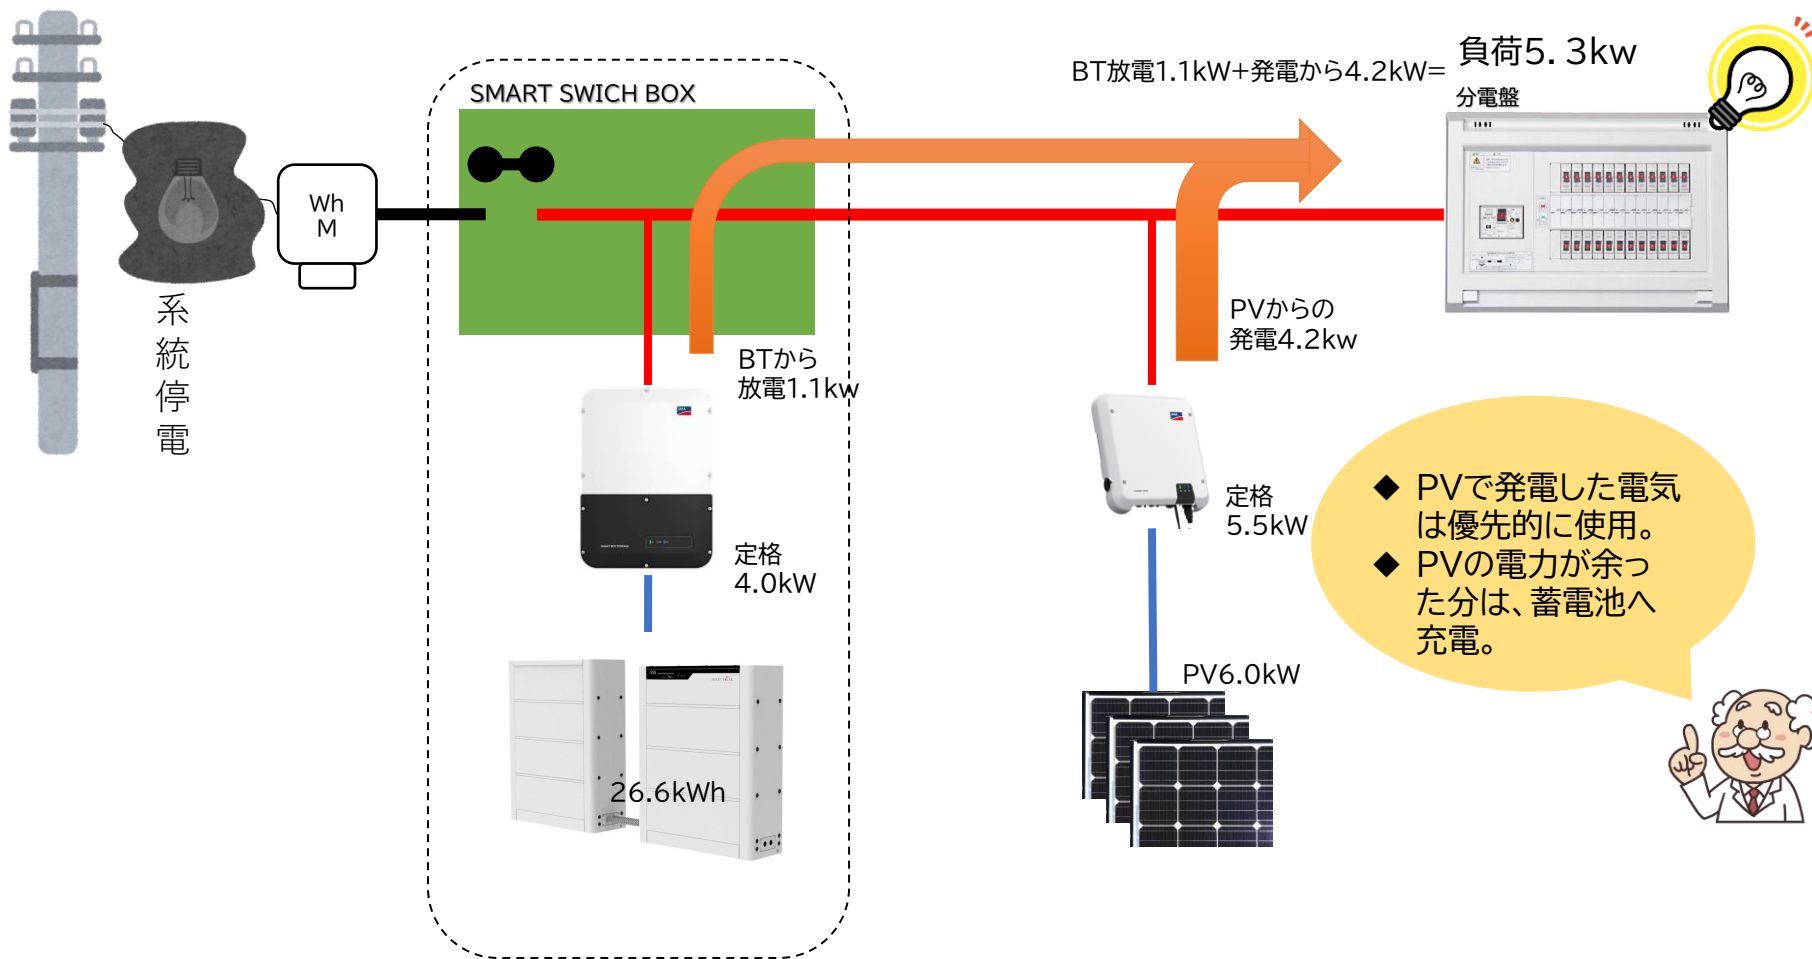 BT放電1.1kW+発電から4.2kW=
負荷5.3kw
分電盤
SMART SWICH BOX
Wh
M
系統停電
BTから
放電1.1kw
PVからの
発電4.2kw
定格
4.0kW
定格
5.5kW
26.6kWh
PV6.0kW
◆ PVで発電した電気
は優先的に使用。
◆ PVの電力が余っ
た分は、蓄電池へ
充電。